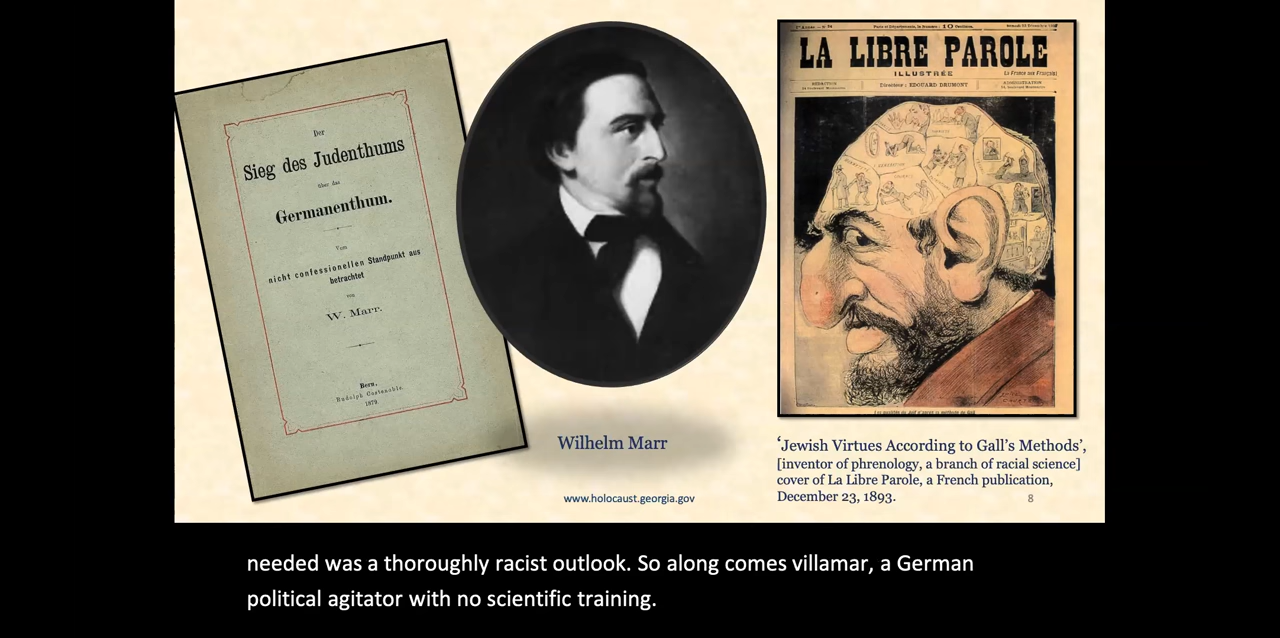 Der
Sieg des Judenthums
über das
Germanenthum.
Vom
nicht confessionellen Standpunkt aus
betrachtet
von
W. Marr.
Bern,
Rudolph Costenoble
1879
Wilhelm Marr
www.holocaust.georgia.gov
LA LIBRE PAROLE
ILLUSTRÉE
La France aux Français!
RÉDACTION
Directeur : EDOUARD DRUMONT
ADMINISTRATION
‘Jewish Virtues According to Gall’s Methods’,
[inventor of phrenology, a branch of racial science]
cover of La Libre Parole, a French publication,
December 23, 1893.
8
needed was a thoroughly racist outlook. So along comes villamar, a German
political agitator with no scientific training.